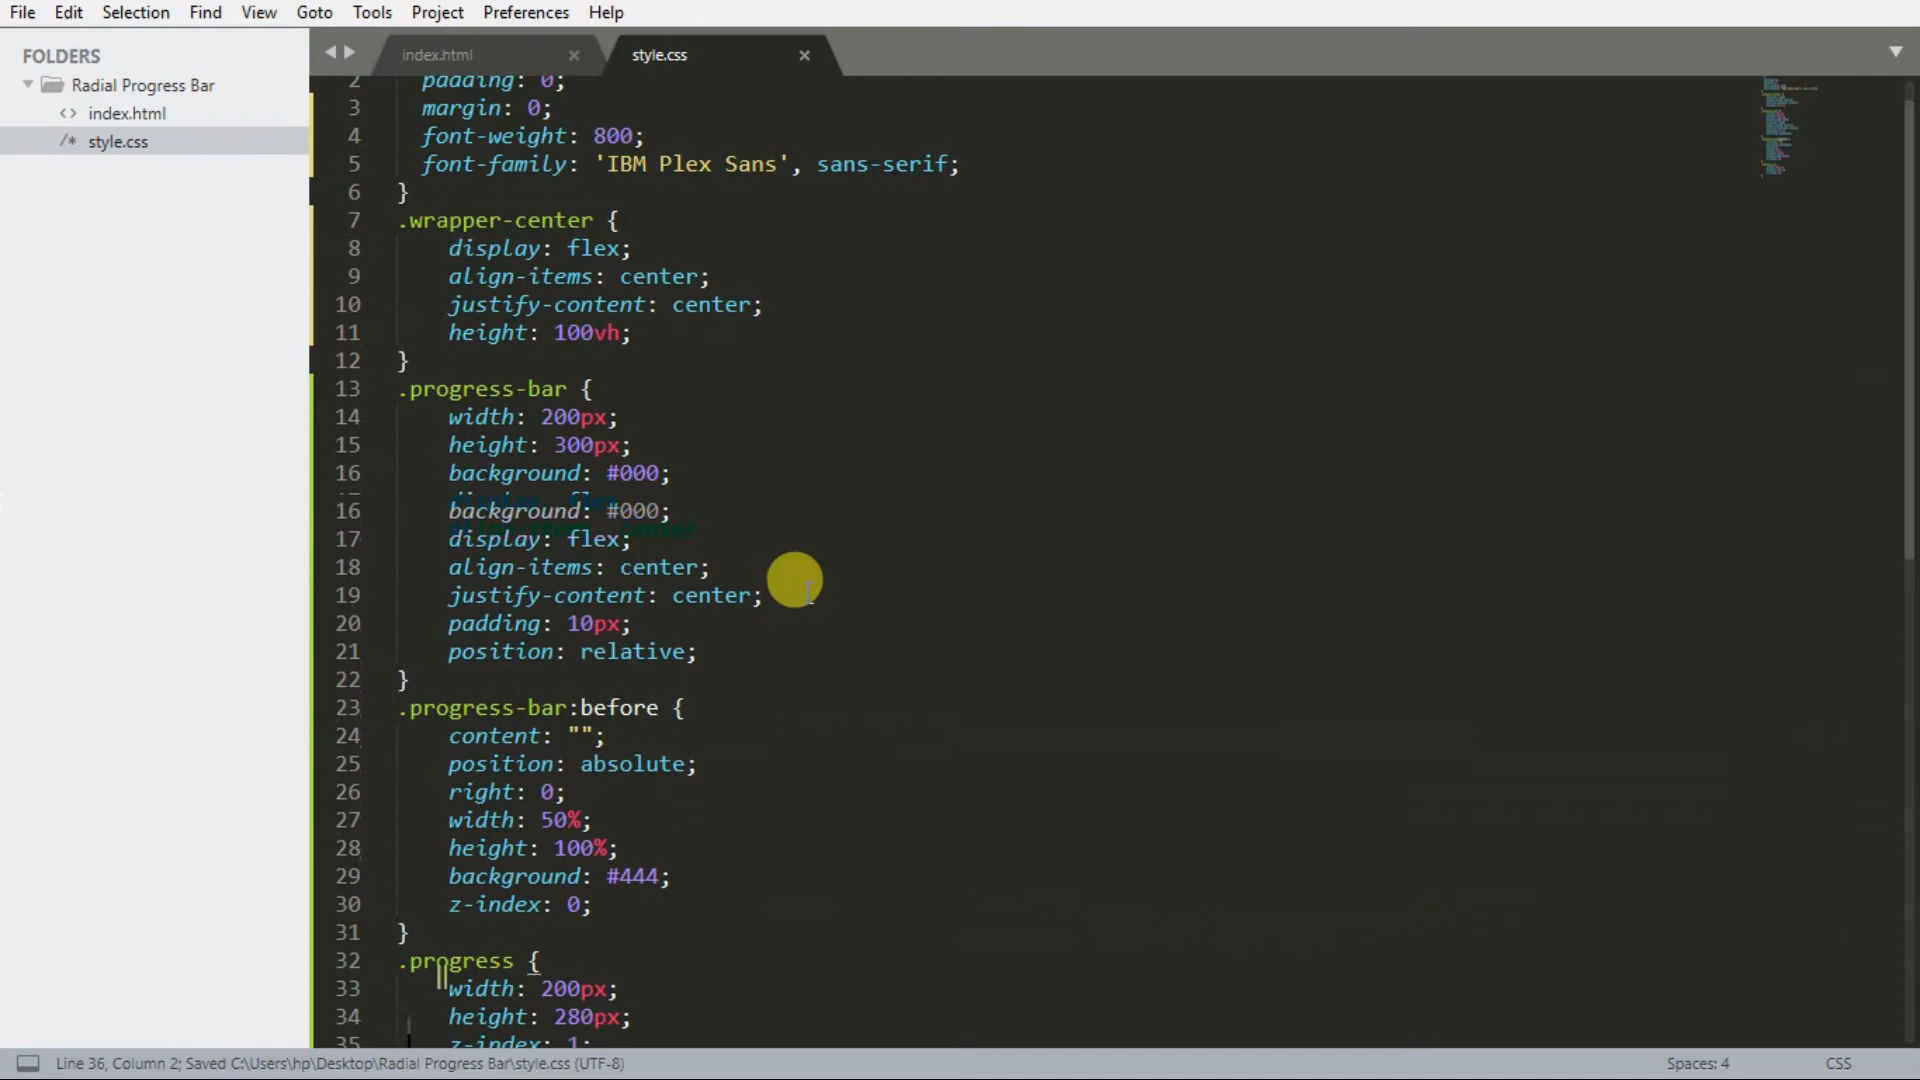 File Edit Selection Find View Goto Tools Project Preferences Help
FOLDERS
Radial Progress Bar
<> index.html
/* style.css
index.html × style.css ×
2 padding: 0;
3 margin: 0;
4 font-weight: 800;
5 font-family: 'IBM Plex Sans', sans-serif;
6 }
7 .wrapper-center {
8 display: flex;
9 align-items: center;
10 justify-content: center;
11 height: 100vh;
12 }
13 .progress-bar {
14 width: 200px;
15 height: 300px;
16 background: #000;
16 background: #000;
17 display: flex;
18 align-items: center;
19 justify-content: center;
20 padding: 10px;
21 position: relative;
22 }
23 .progress-bar:before {
24 content: "";
25 position: absolute;
26 right: 0;
27 width: 50%;
28 height: 100%;
29 background: #444;
30 z-index: 0;
31 }
32 .progress {
33 width: 200px;
34 height: 280px;
35 z-index: 1;
Line 36, Column 2; Saved C:\Users\hp\Desktop\Radial Progress Bar\style.css (UTF-8) Spaces: 4 CSS